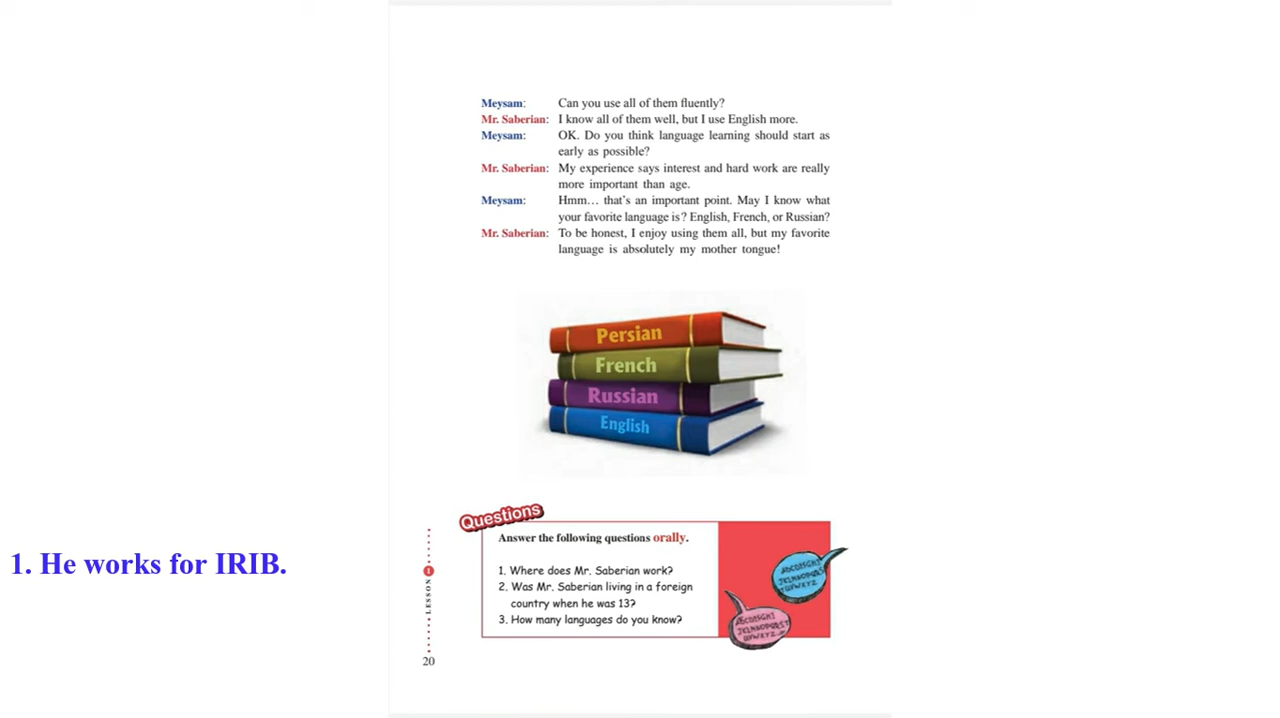 Meysam: Can you use all of them fluently?
Mr. Saberian: I know all of them well, but I use English more.
Meysam: OK. Do you think language learning should start as
early as possible?
Mr. Saberian: My experience says interest and hard work are really
more important than age.
Meysam: Hmm… that's an important point. May I know what
your favorite language is? English, French, or Russian?
Mr. Saberian: To be honest, I enjoy using them all, but my favorite
language is absolutely my mother tongue!
Persian
French
Russian
English
Questions
Answer the following questions orally.
1. Where does Mr. Saberian work?
2. Was Mr. Saberian living in a foreign
country when he was 13?
3. How many languages do you know?
1. He works for IRIB.
LESSON 1
20